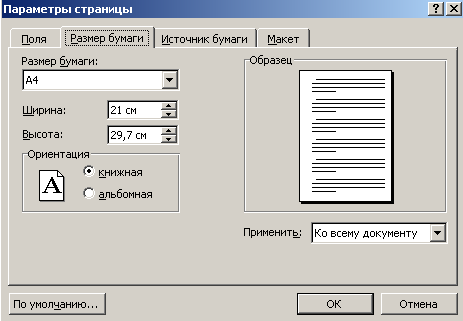 Параметры страницы
Поля Размер бумаги Источник бумаги Макет
Размер бумаги:
A4
Ширина: 21 см
Высота: 29,7 см
Ориентация
A
книжная
альбомная
Образец
Применить: Ко всему документу
По умолчанию... ОК Отмена